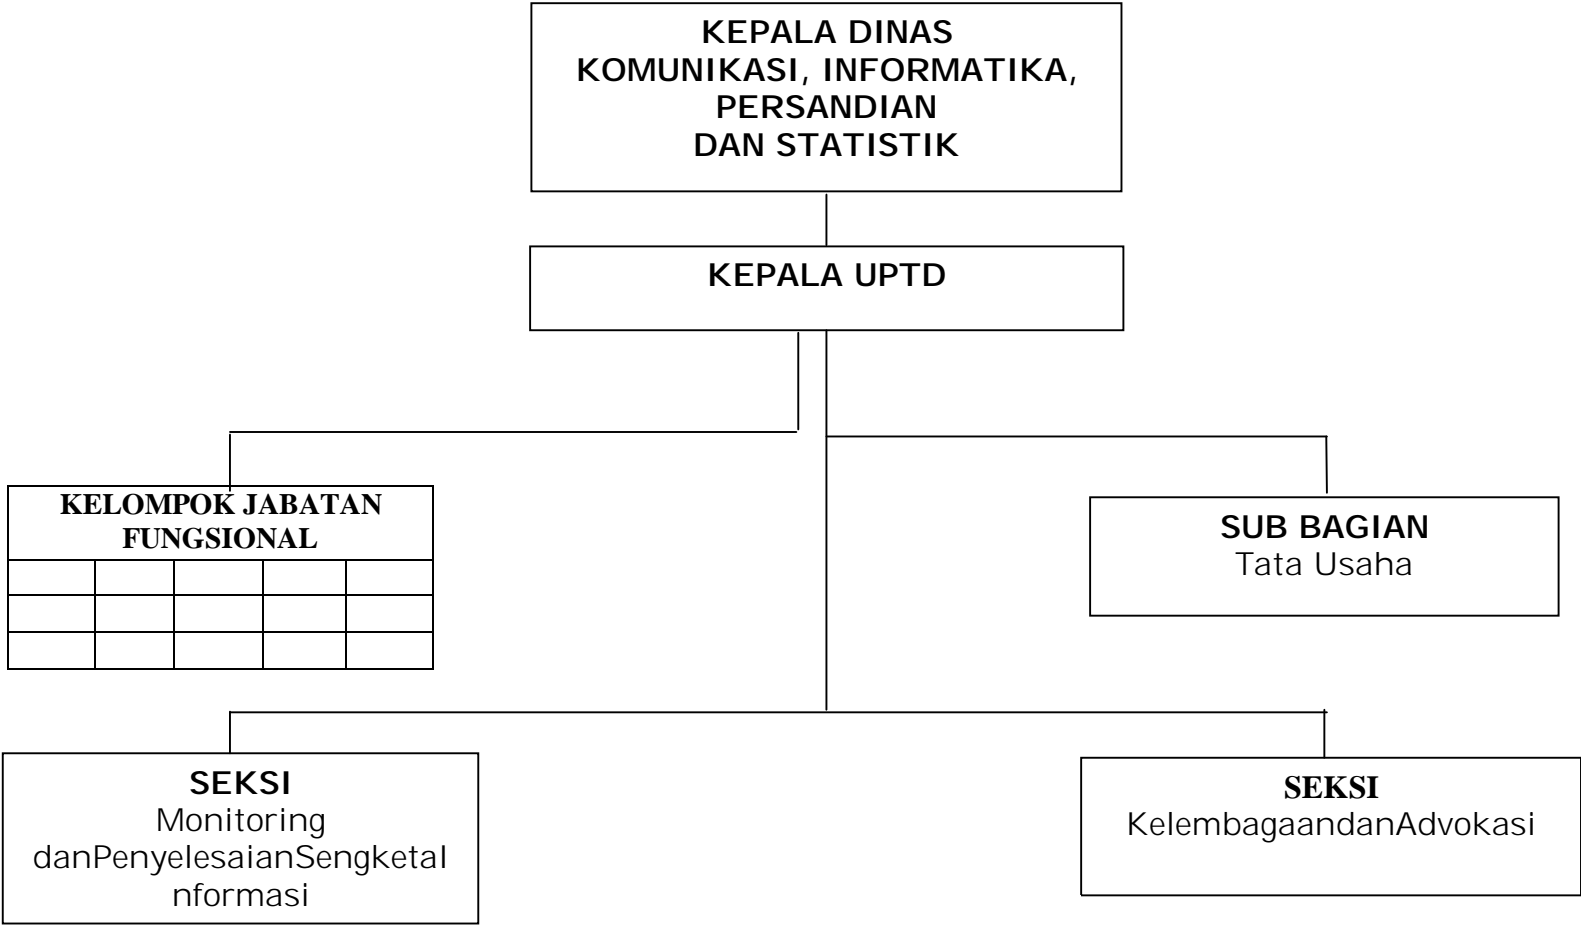 KEPALA DINAS
KOMUNIKASI, INFORMATIKA,
PERSANDIAN
DAN STATISTIK
KEPALA UPTD
KELOMPOK JABATAN
FUNGSIONAL
SUB BAGIAN
Tata Usaha
SEKSI
Monitoring
danPenyelesaianSengketaI
nformasi
SEKSI
KelembagaandanAdvokasi